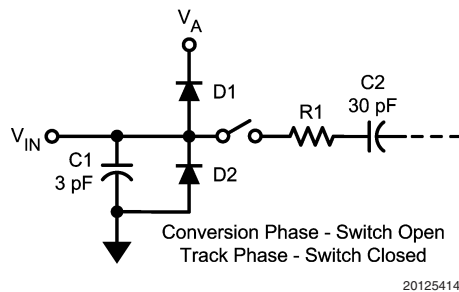 VA
D1
C2
30 pF
R1
VIN
C1
3 pF
D2
Conversion Phase - Switch Open
Track Phase - Switch Closed
20125414